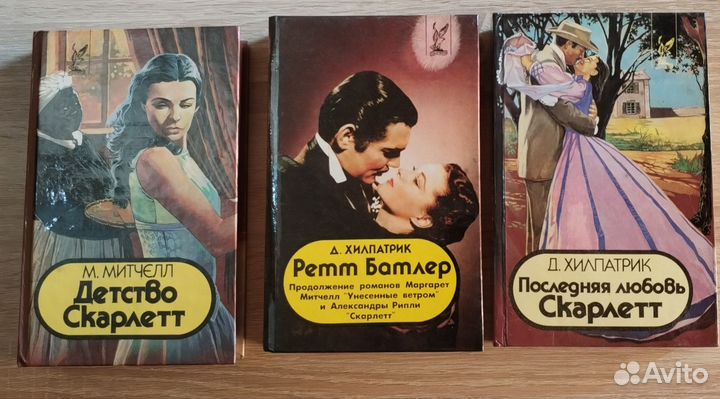 М. МИТЧЕЛЛ
Детство
Скарлетт
Д. ХИЛПАТРИК
Ретт Батлер
Продолжение романов Маргарет
Митчелл "Унесенные ветром"
и Александры Рипли
"Скарлетт"
Д. ХИЛПАТРИК
Последняя любовь
Скарлетт
Avito